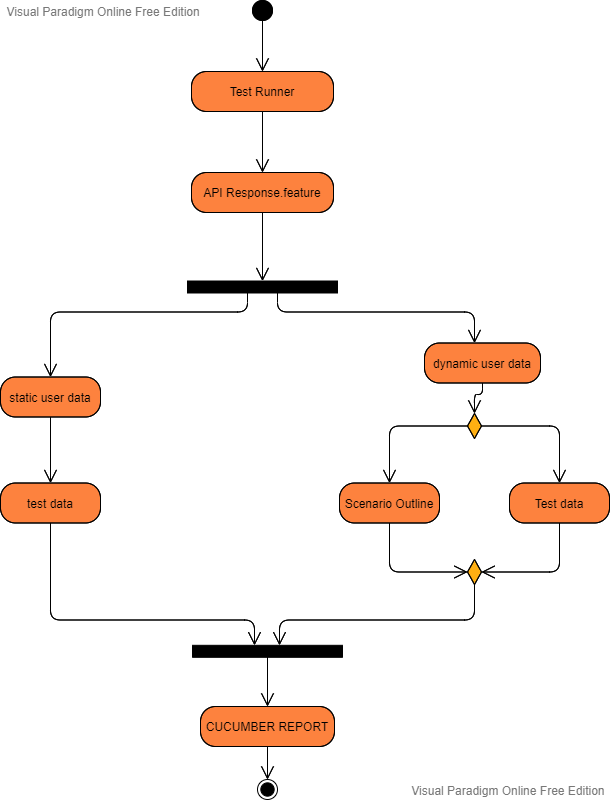 Visual Paradigm Online Free Edition
Test Runner
API Response.feature
dynamic user data
static user data
Scenario Outline
Test data
test data
CUCUMBER REPORT
Visual Paradigm Online Free Edition